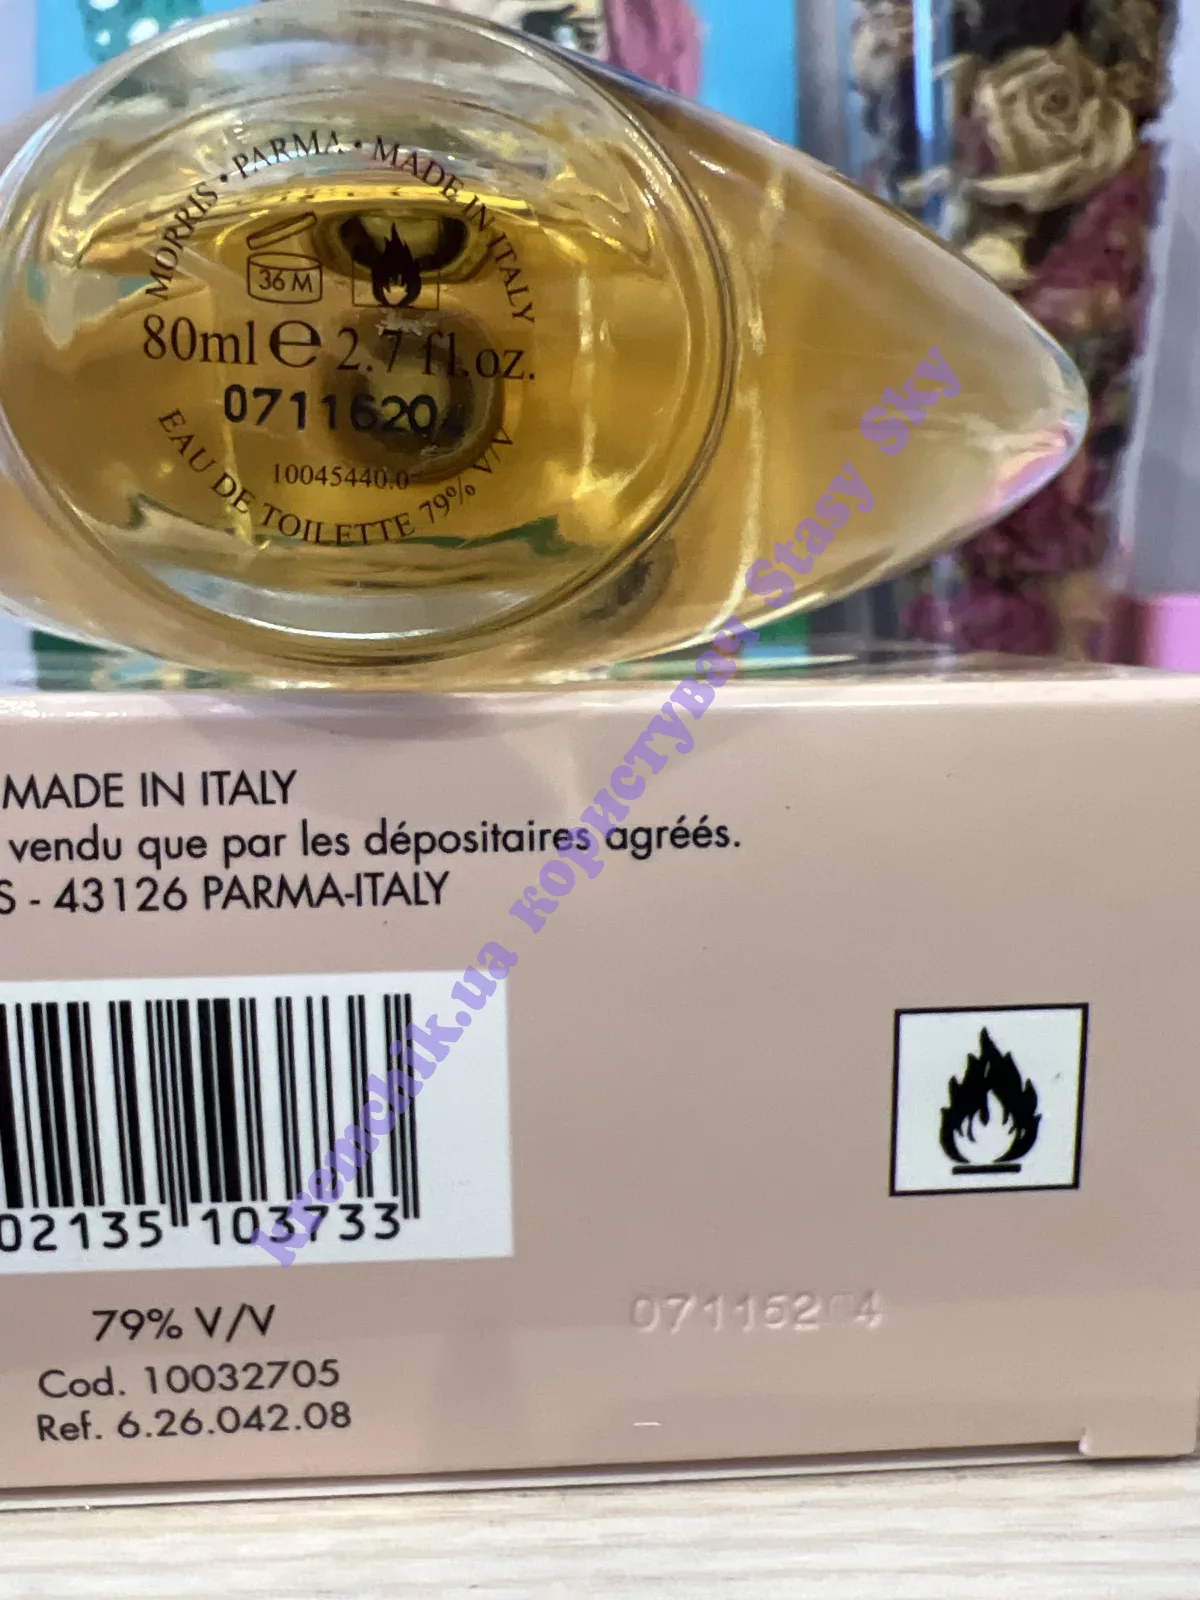 MORRIS • PARMA • MADE IN ITALY
36 M
80ml e 2.7 fl.oz.
0711620
10045440.0
EAU DE TOILETTE 79% V/V
MADE IN ITALY
vendu que par les dépositaires agréés.
S - 43126 PARMA-ITALY
02135 103733
79% V/V
Cod. 10032705
Ref. 6.26.042.08
kremchik.ua користувач Stasy Sky